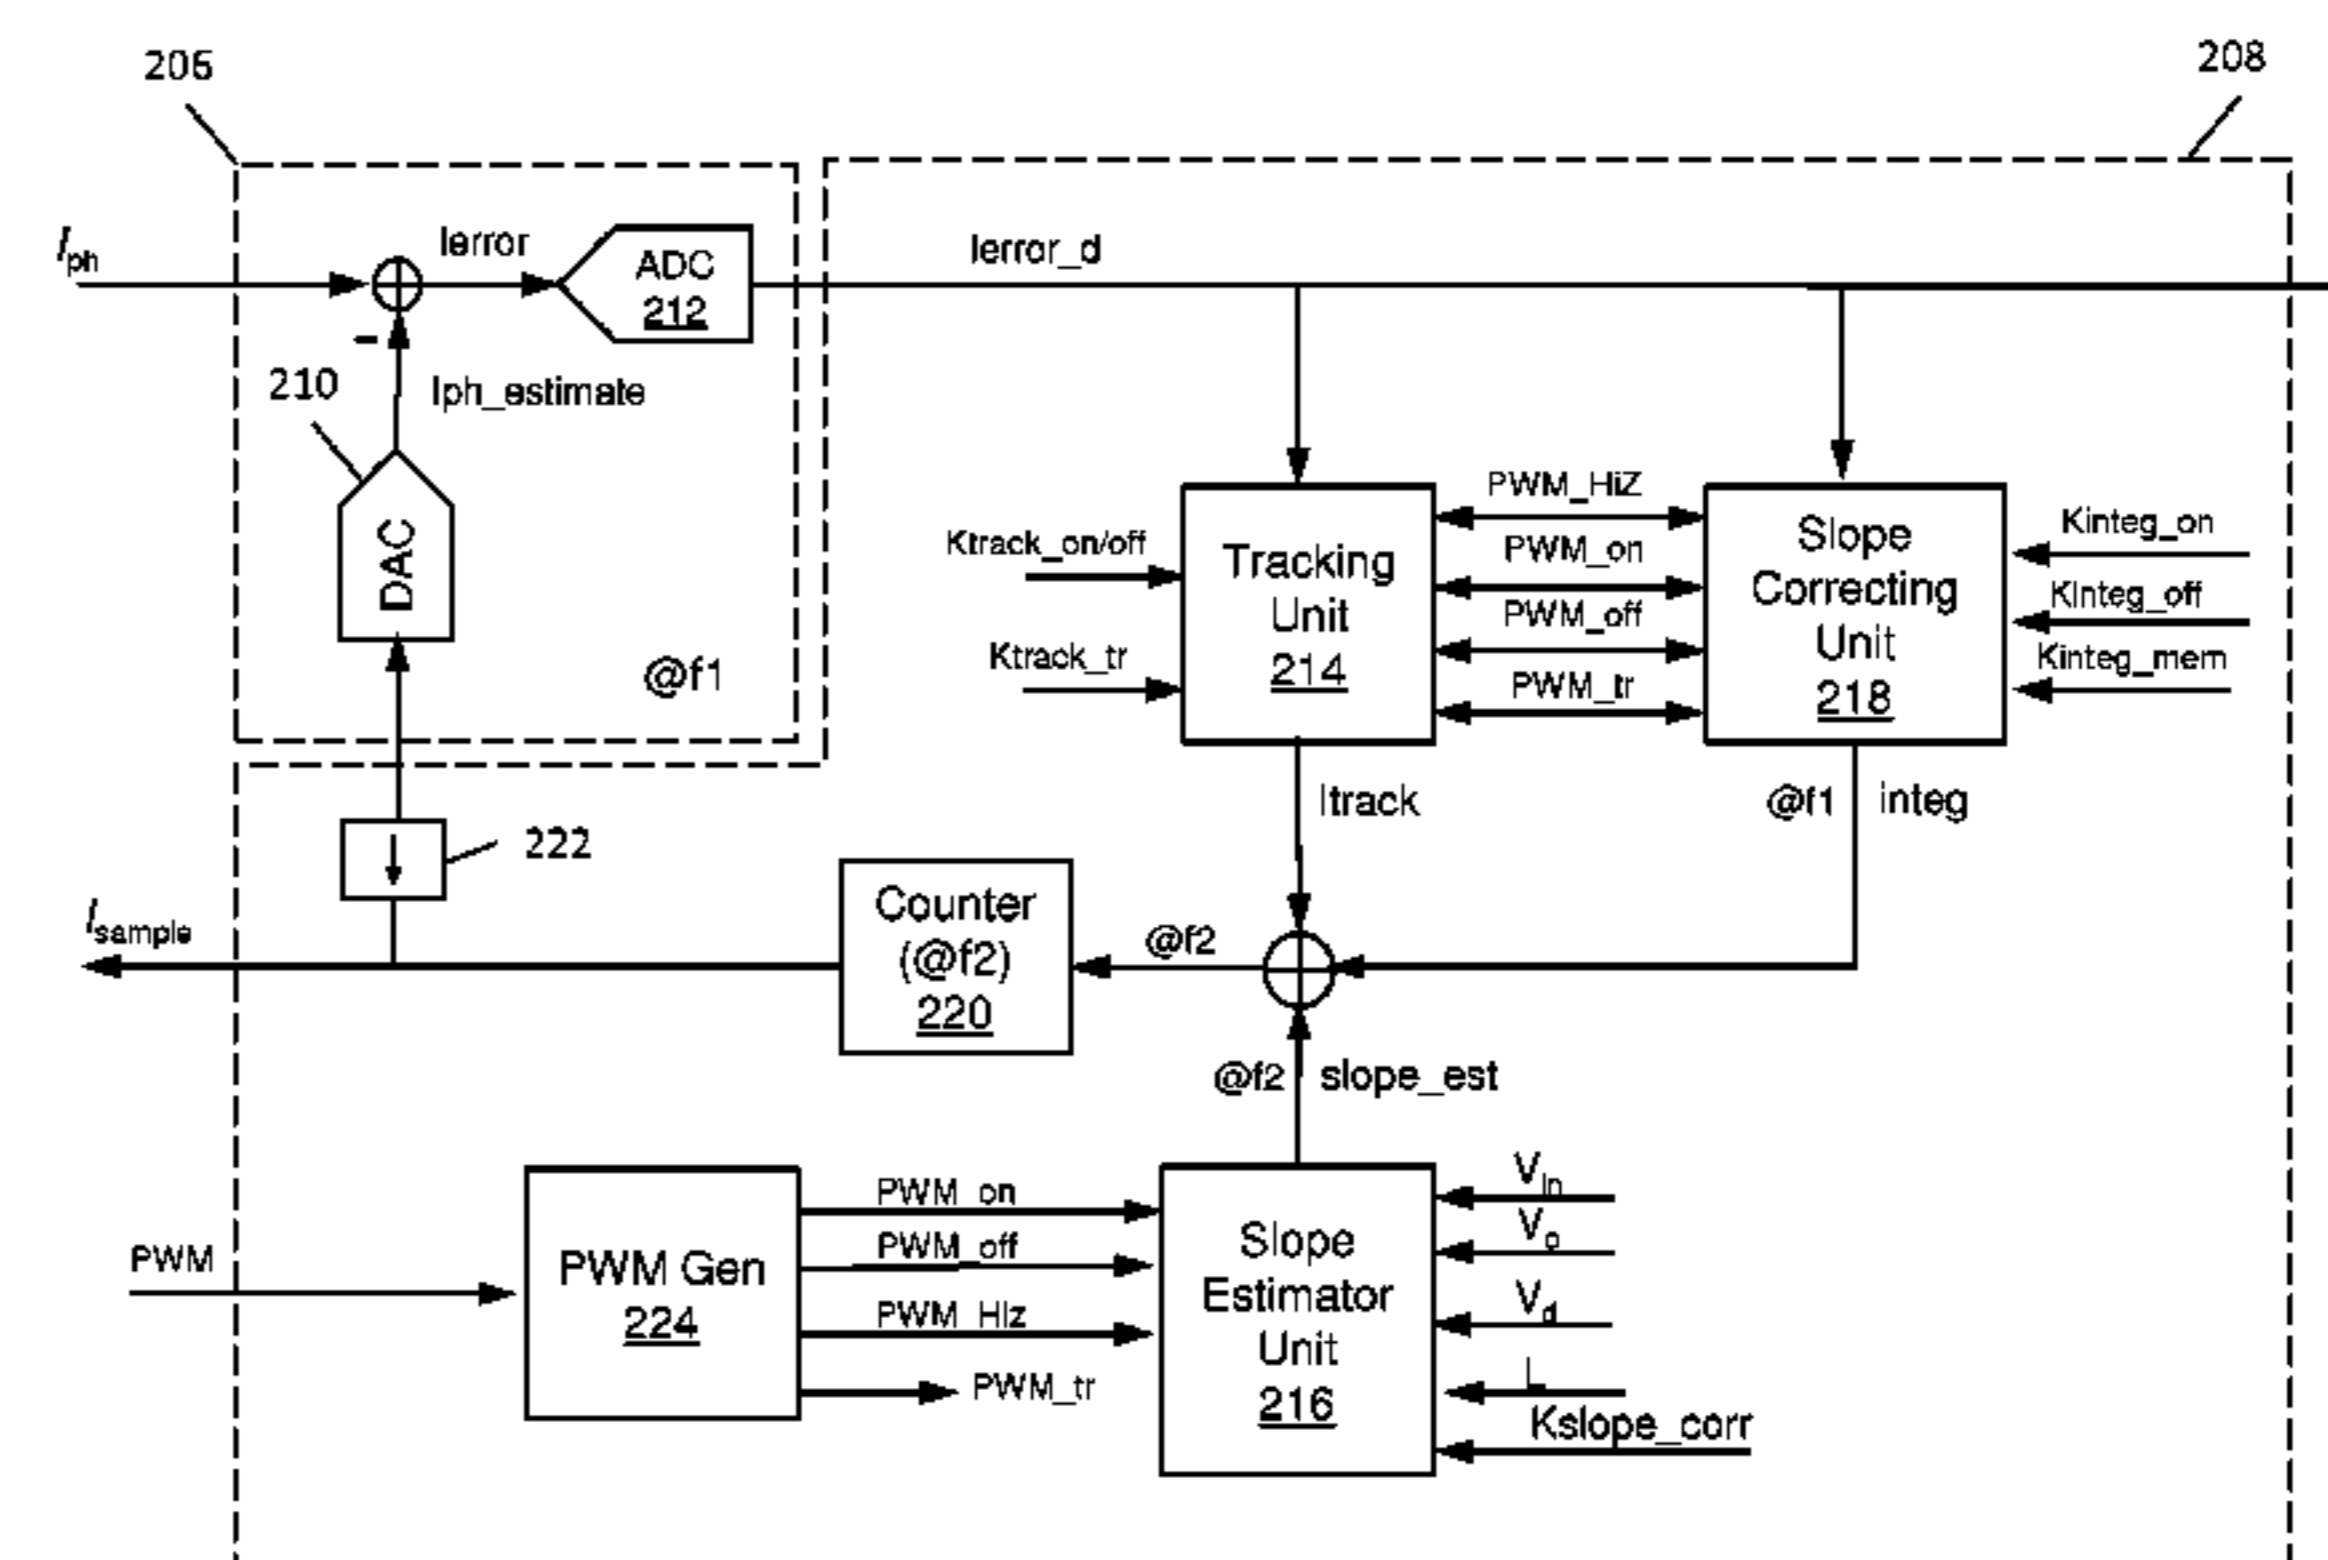 206
208
Iph
Ierror
ADC
212
Ierror_d
-
210
Iph_estimate
DAC
@f1
Ktrack_on/off
Ktrack_tr
Tracking
Unit
214
PWM_HiZ
PWM_on
PWM_off
PWM_tr
Slope
Correcting
Unit
218
Kinteg_on
Kinteg_off
Kinteg_mem
Itrack
@f1 integ
222
Isample
Counter
(@f2)
220
@f2
@f2 slope_est
PWM
PWM Gen
224
PWM_on
PWM_off
PWM_Hiz
PWM_tr
Slope
Estimator
Unit
216
Vin
Vo
Vd
L
Kslope_corr